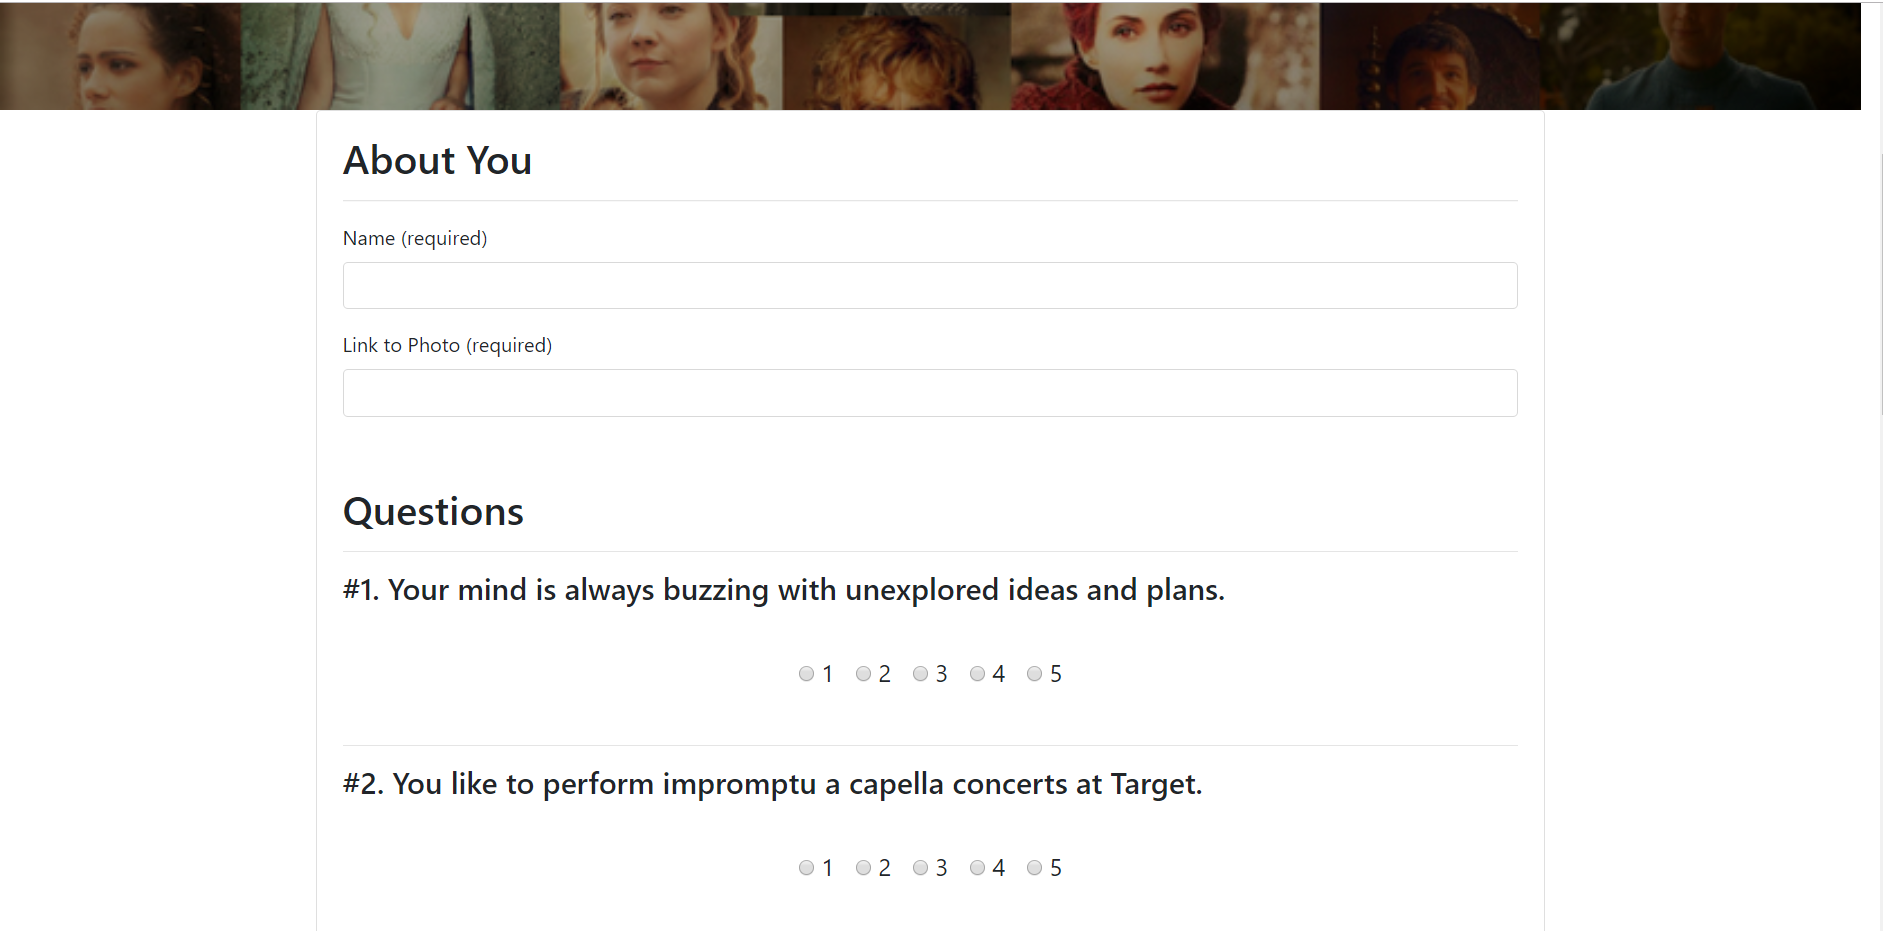 About You
Name (required)
Link to Photo (required)
Questions
#1. Your mind is always buzzing with unexplored ideas and plans.
1 2 3 4 5
#2. You like to perform impromptu a capella concerts at Target.
1 2 3 4 5